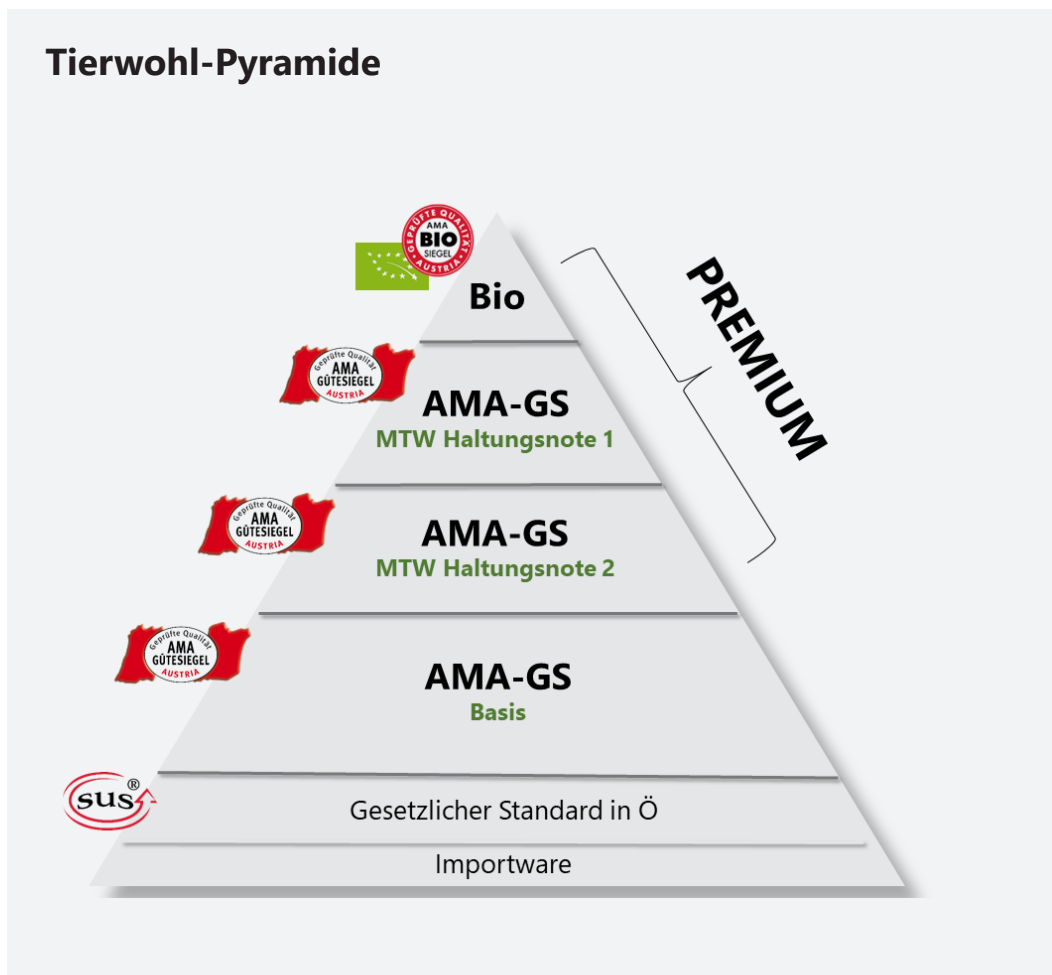 Tierwohl-Pyramide
GEPRÜFTE QUALITÄT
AMA
BIO
SIEGEL
AUSTRIA
Bio
PREMIUM
Geprüfte Qualität
AMA
GÜTESIEGEL
AUSTRIA
AMA-GS
MTW Haltungsnote 1
Geprüfte Qualität
AMA
GÜTESIEGEL
AUSTRIA
AMA-GS
MTW Haltungsnote 2
Geprüfte Qualität
AMA
GÜTESIEGEL
AUSTRIA
AMA-GS
Basis
sus®
Gesetzlicher Standard in Ö
Importware